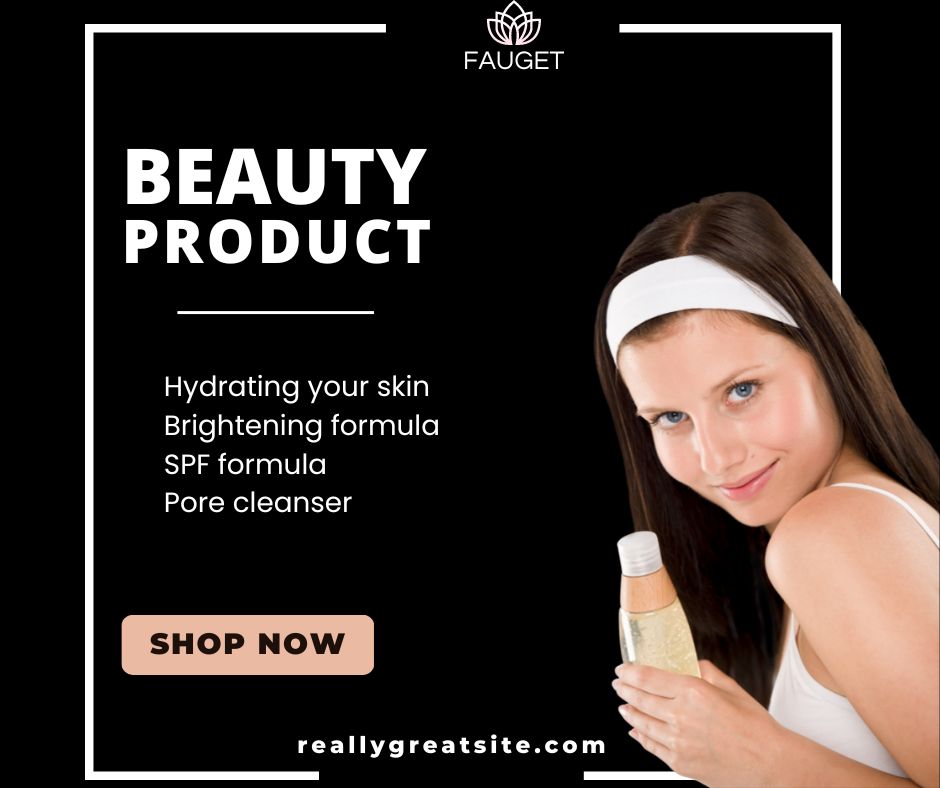 FAUGET
BEAUTY
PRODUCT
Hydrating your skin
Brightening formula
SPF formula
Pore cleanser
SHOP NOW
reallygreatsite.com